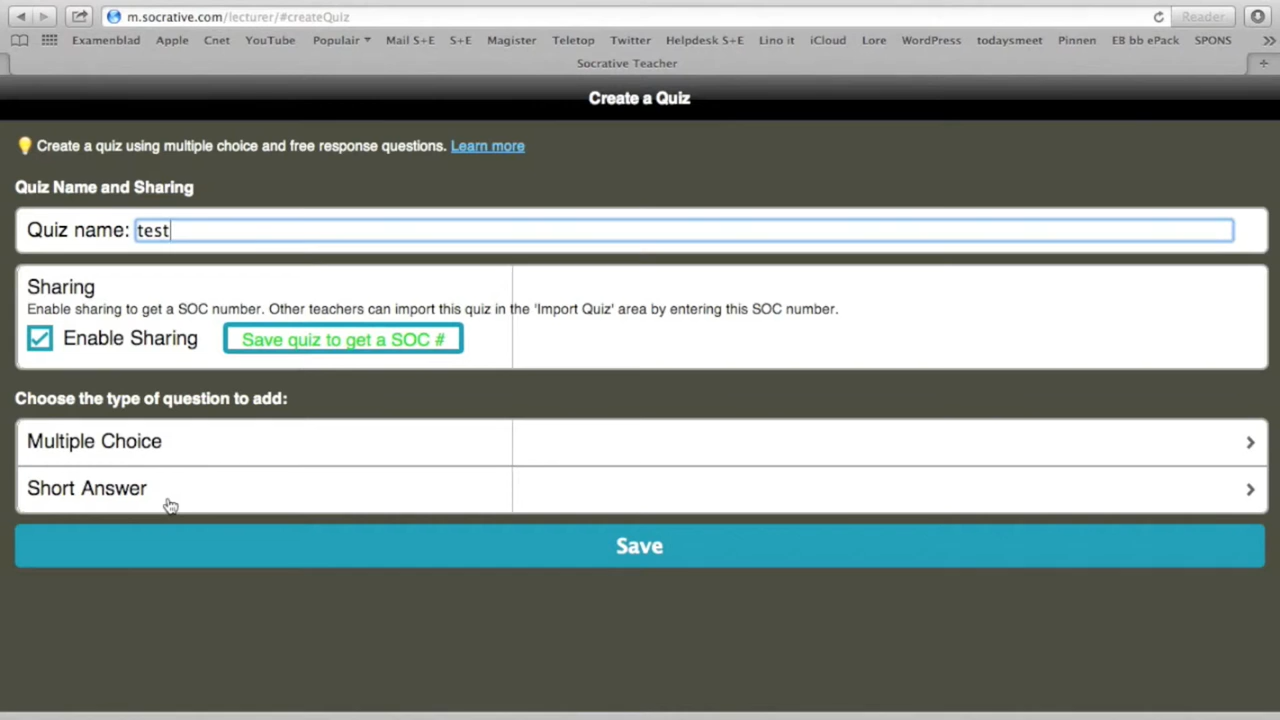 m.socrative.com/lecturer/#createQuiz
Reader
Examenblad Apple Cnet YouTube Populair Mail S+E S+E Magister Teletop Twitter Helpdesk S+E Lino it iCloud Lore WordPress todaysmeet Pinnen EB bb ePack SPONS
Socrative Teacher
Create a Quiz
Create a quiz using multiple choice and free response questions. Learn more
Quiz Name and Sharing
Quiz name: test
Sharing
Enable sharing to get a SOC number. Other teachers can import this quiz in the 'Import Quiz' area by entering this SOC number.
Enable Sharing Save quiz to get a SOC #
Choose the type of question to add:
Multiple Choice
Short Answer
Save